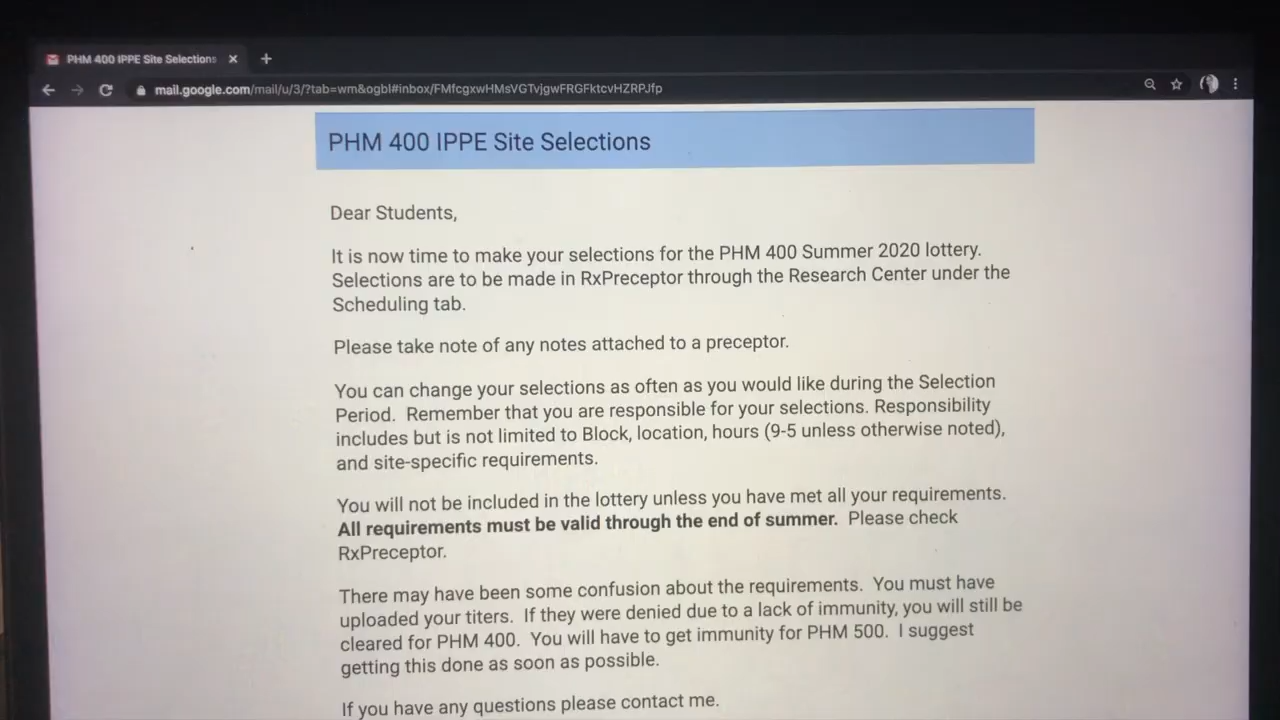 PHM 400 IPPE Site Selections
mail.google.com/mail/u/3/?tab=wm&ogbl#inbox/FMfcgxwHMsVGTvjgwFRGFktcvHZRPJfp
PHM 400 IPPE Site Selections
Dear Students,
It is now time to make your selections for the PHM 400 Summer 2020 lottery.
Selections are to be made in RxPreceptor through the Research Center under the
Scheduling tab.
Please take note of any notes attached to a preceptor.
You can change your selections as often as you would like during the Selection
Period. Remember that you are responsible for your selections. Responsibility
includes but is not limited to Block, location, hours (9-5 unless otherwise noted),
and site-specific requirements.
You will not be included in the lottery unless you have met all your requirements.
All requirements must be valid through the end of summer. Please check
RxPreceptor.
There may have been some confusion about the requirements. You must have
uploaded your titers. If they were denied due to a lack of immunity, you will still be
cleared for PHM 400. You will have to get immunity for PHM 500. I suggest
getting this done as soon as possible.
If you have any questions please contact me.